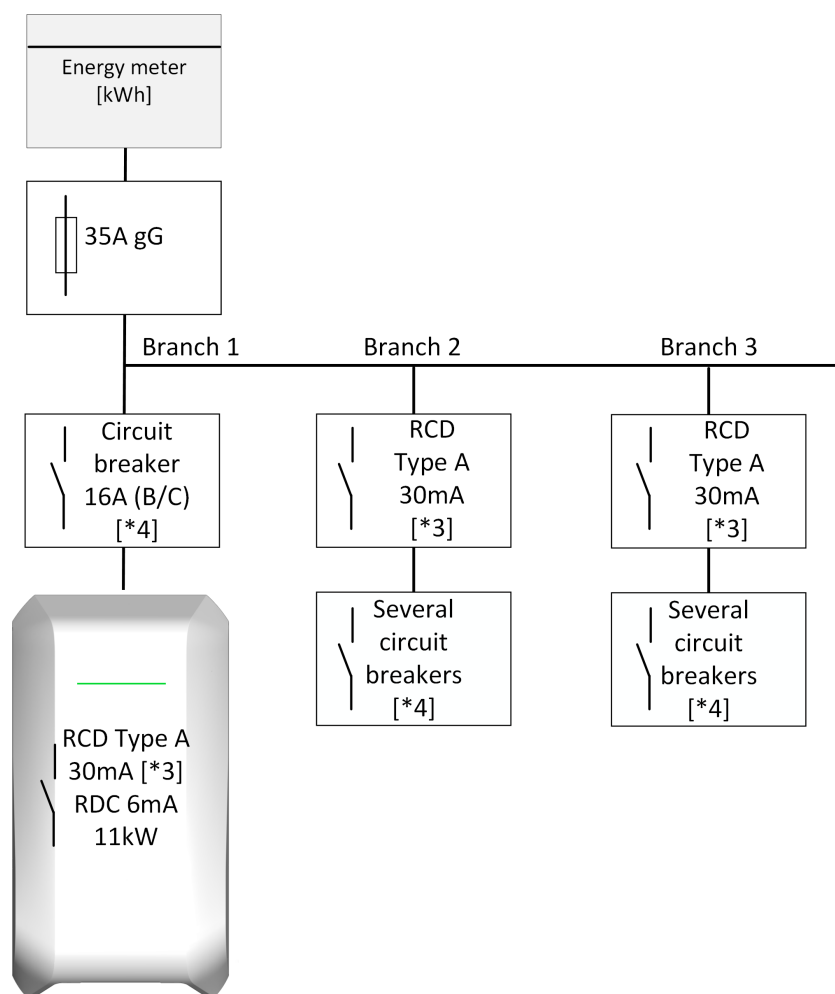 Energy meter
[kWh]
35A gG
Branch 1
Branch 2
Branch 3
Circuit
breaker
16A (B/C)
[*4]
RCD
Type A
30mA
[*3]
RCD
Type A
30mA
[*3]
Several
circuit
breakers
[*4]
Several
circuit
breakers
[*4]
RCD Type A
30mA [*3]
RDC 6mA
11kW